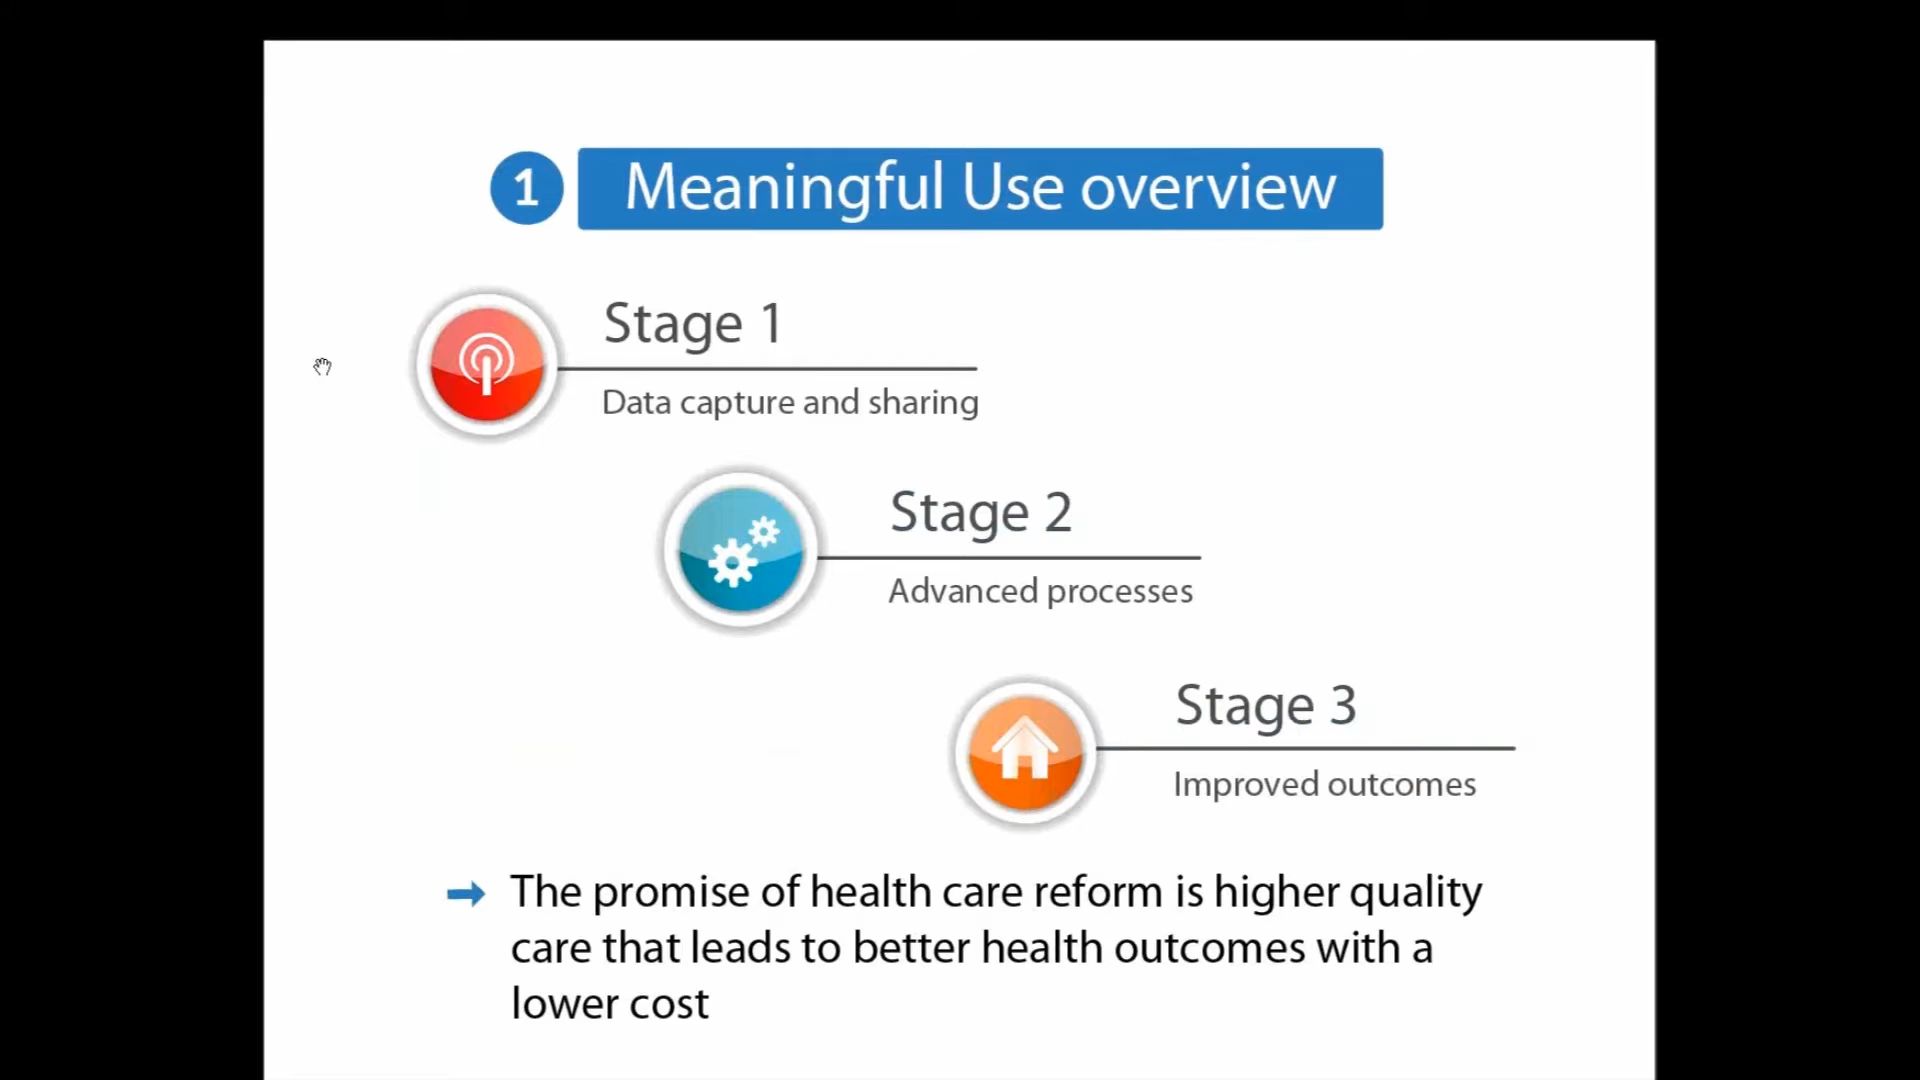 1 Meaningful Use overview
Stage 1
Data capture and sharing
Stage 2
Advanced processes
Stage 3
Improved outcomes
The promise of health care reform is higher quality
care that leads to better health outcomes with a
lower cost